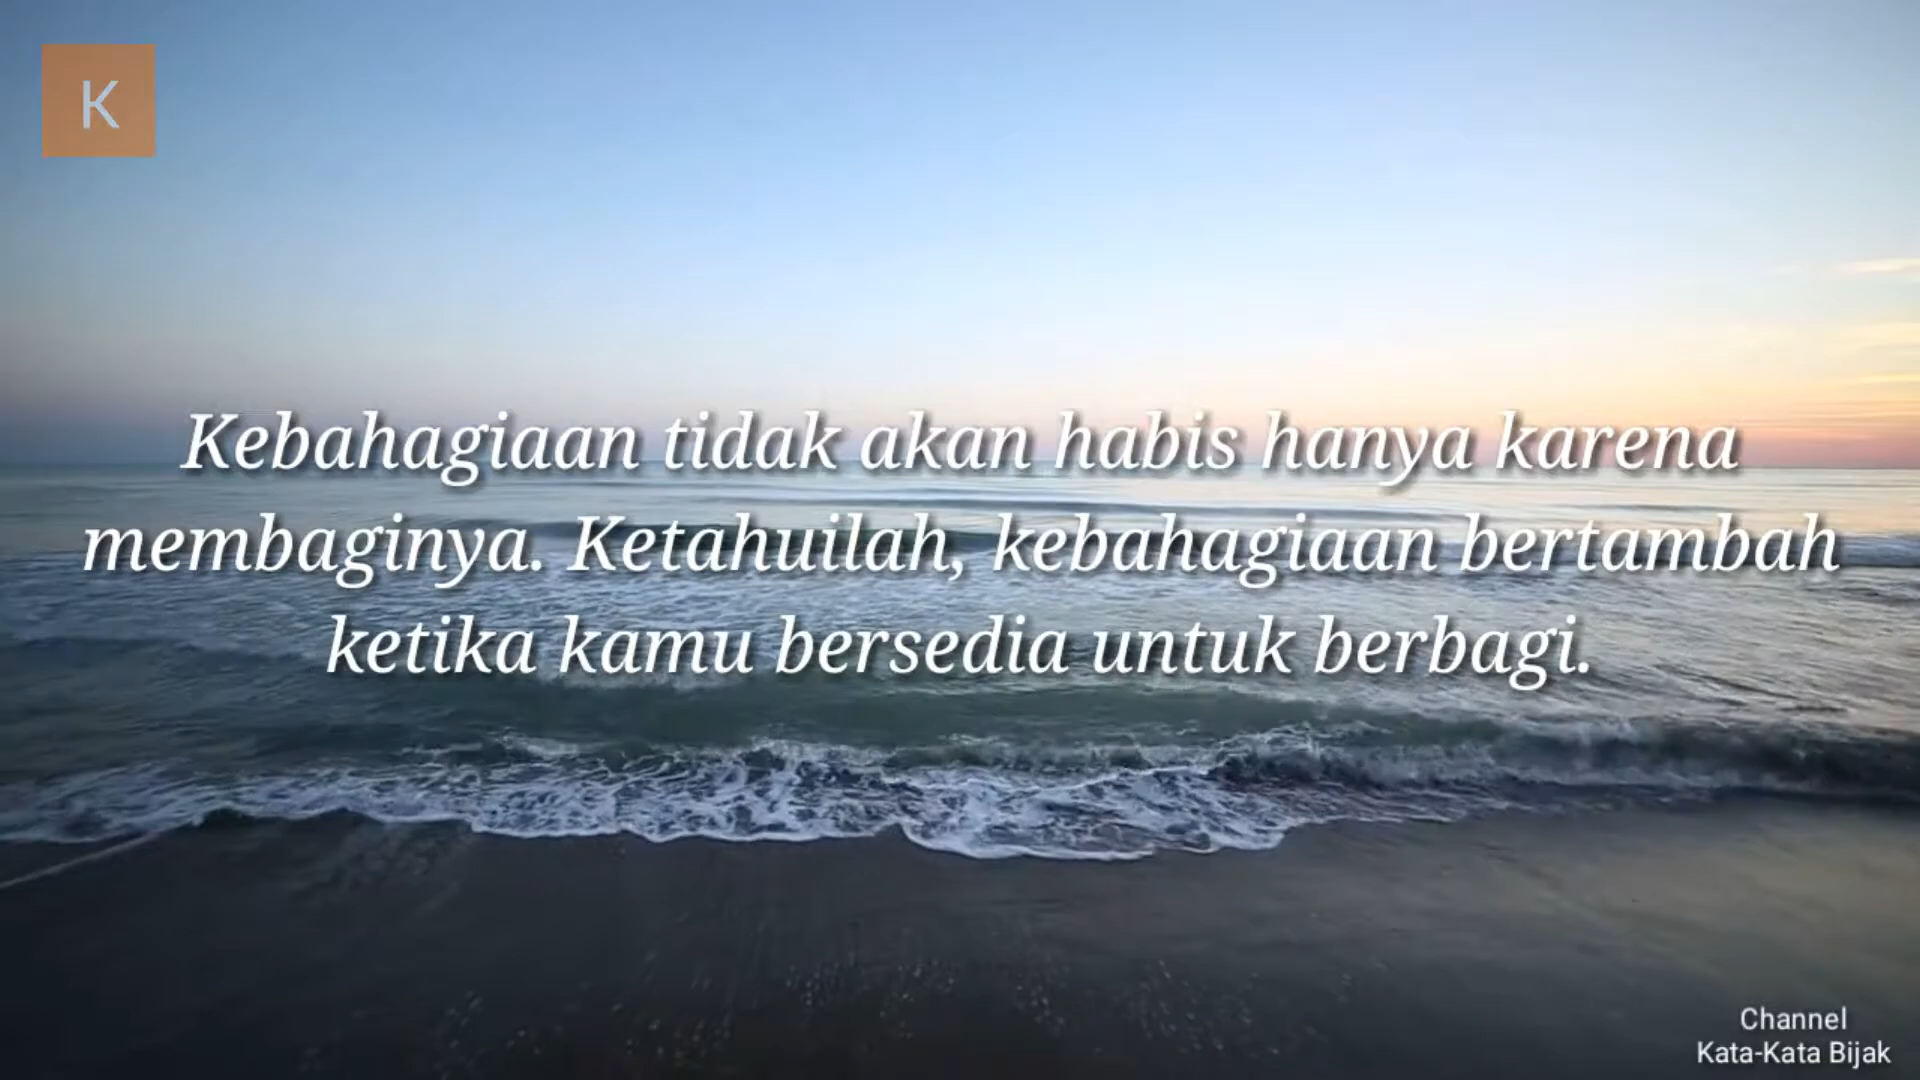 K
Kebahagiaan tidak akan habis hanya karena
membaginya. Ketahuilah, kebahagiaan bertambah
ketika kamu bersedia untuk berbagi.
Channel
Kata-Kata Bijak